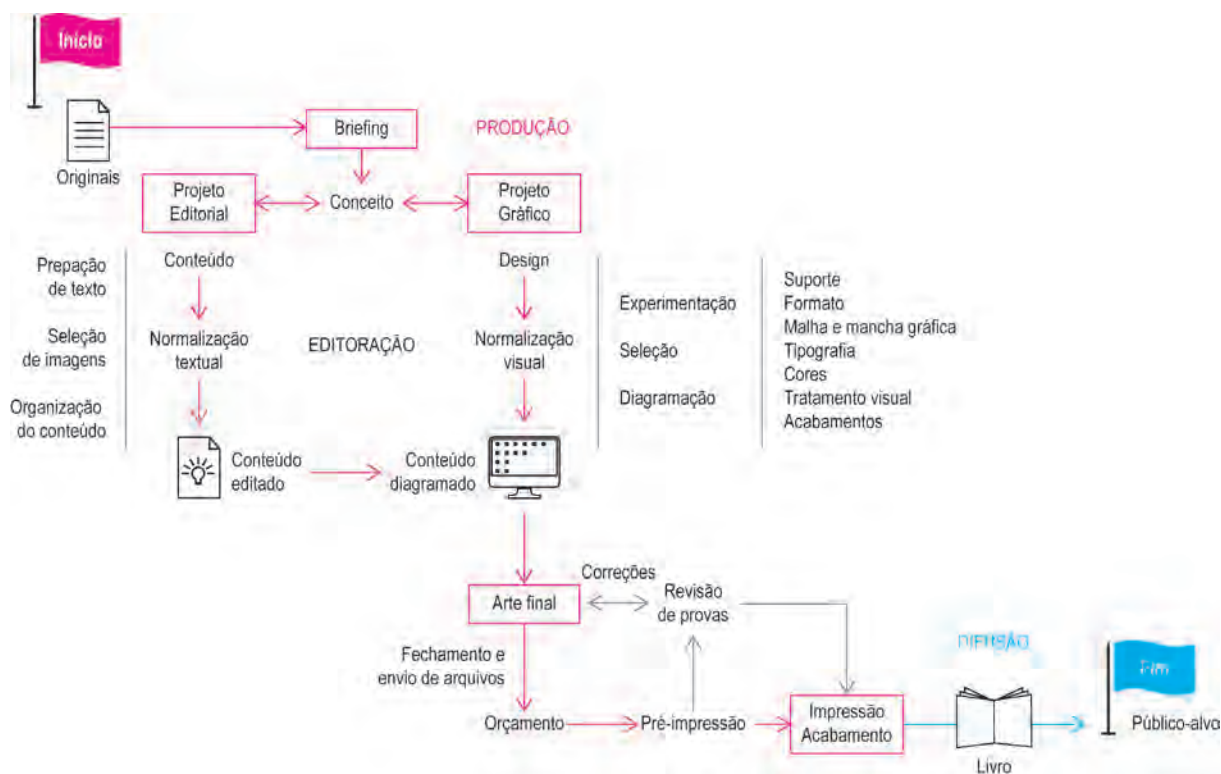 Início
Originais
Briefing
PRODUÇÃO
Projeto
Editorial
Conceito
Projeto
Gráfico
Prepação
de texto
Seleção
de imagens
Organização
do conteúdo
Conteúdo
Normalização
textual
EDITORAÇÃO
Design
Normalização
visual
Experimentação
Seleção
Diagramação
Suporte
Formato
Malha e mancha gráfica
Tipografia
Cores
Tratamento visual
Acabamentos
Conteúdo
editado
Conteúdo
diagramado
Arte final
Correções
Revisão
de provas
Fechamento e
envio de arquivos
Orçamento
Pré-impressão
Impressão
Acabamento
DIFUSÃO
Livro
Fim
Público-alvo